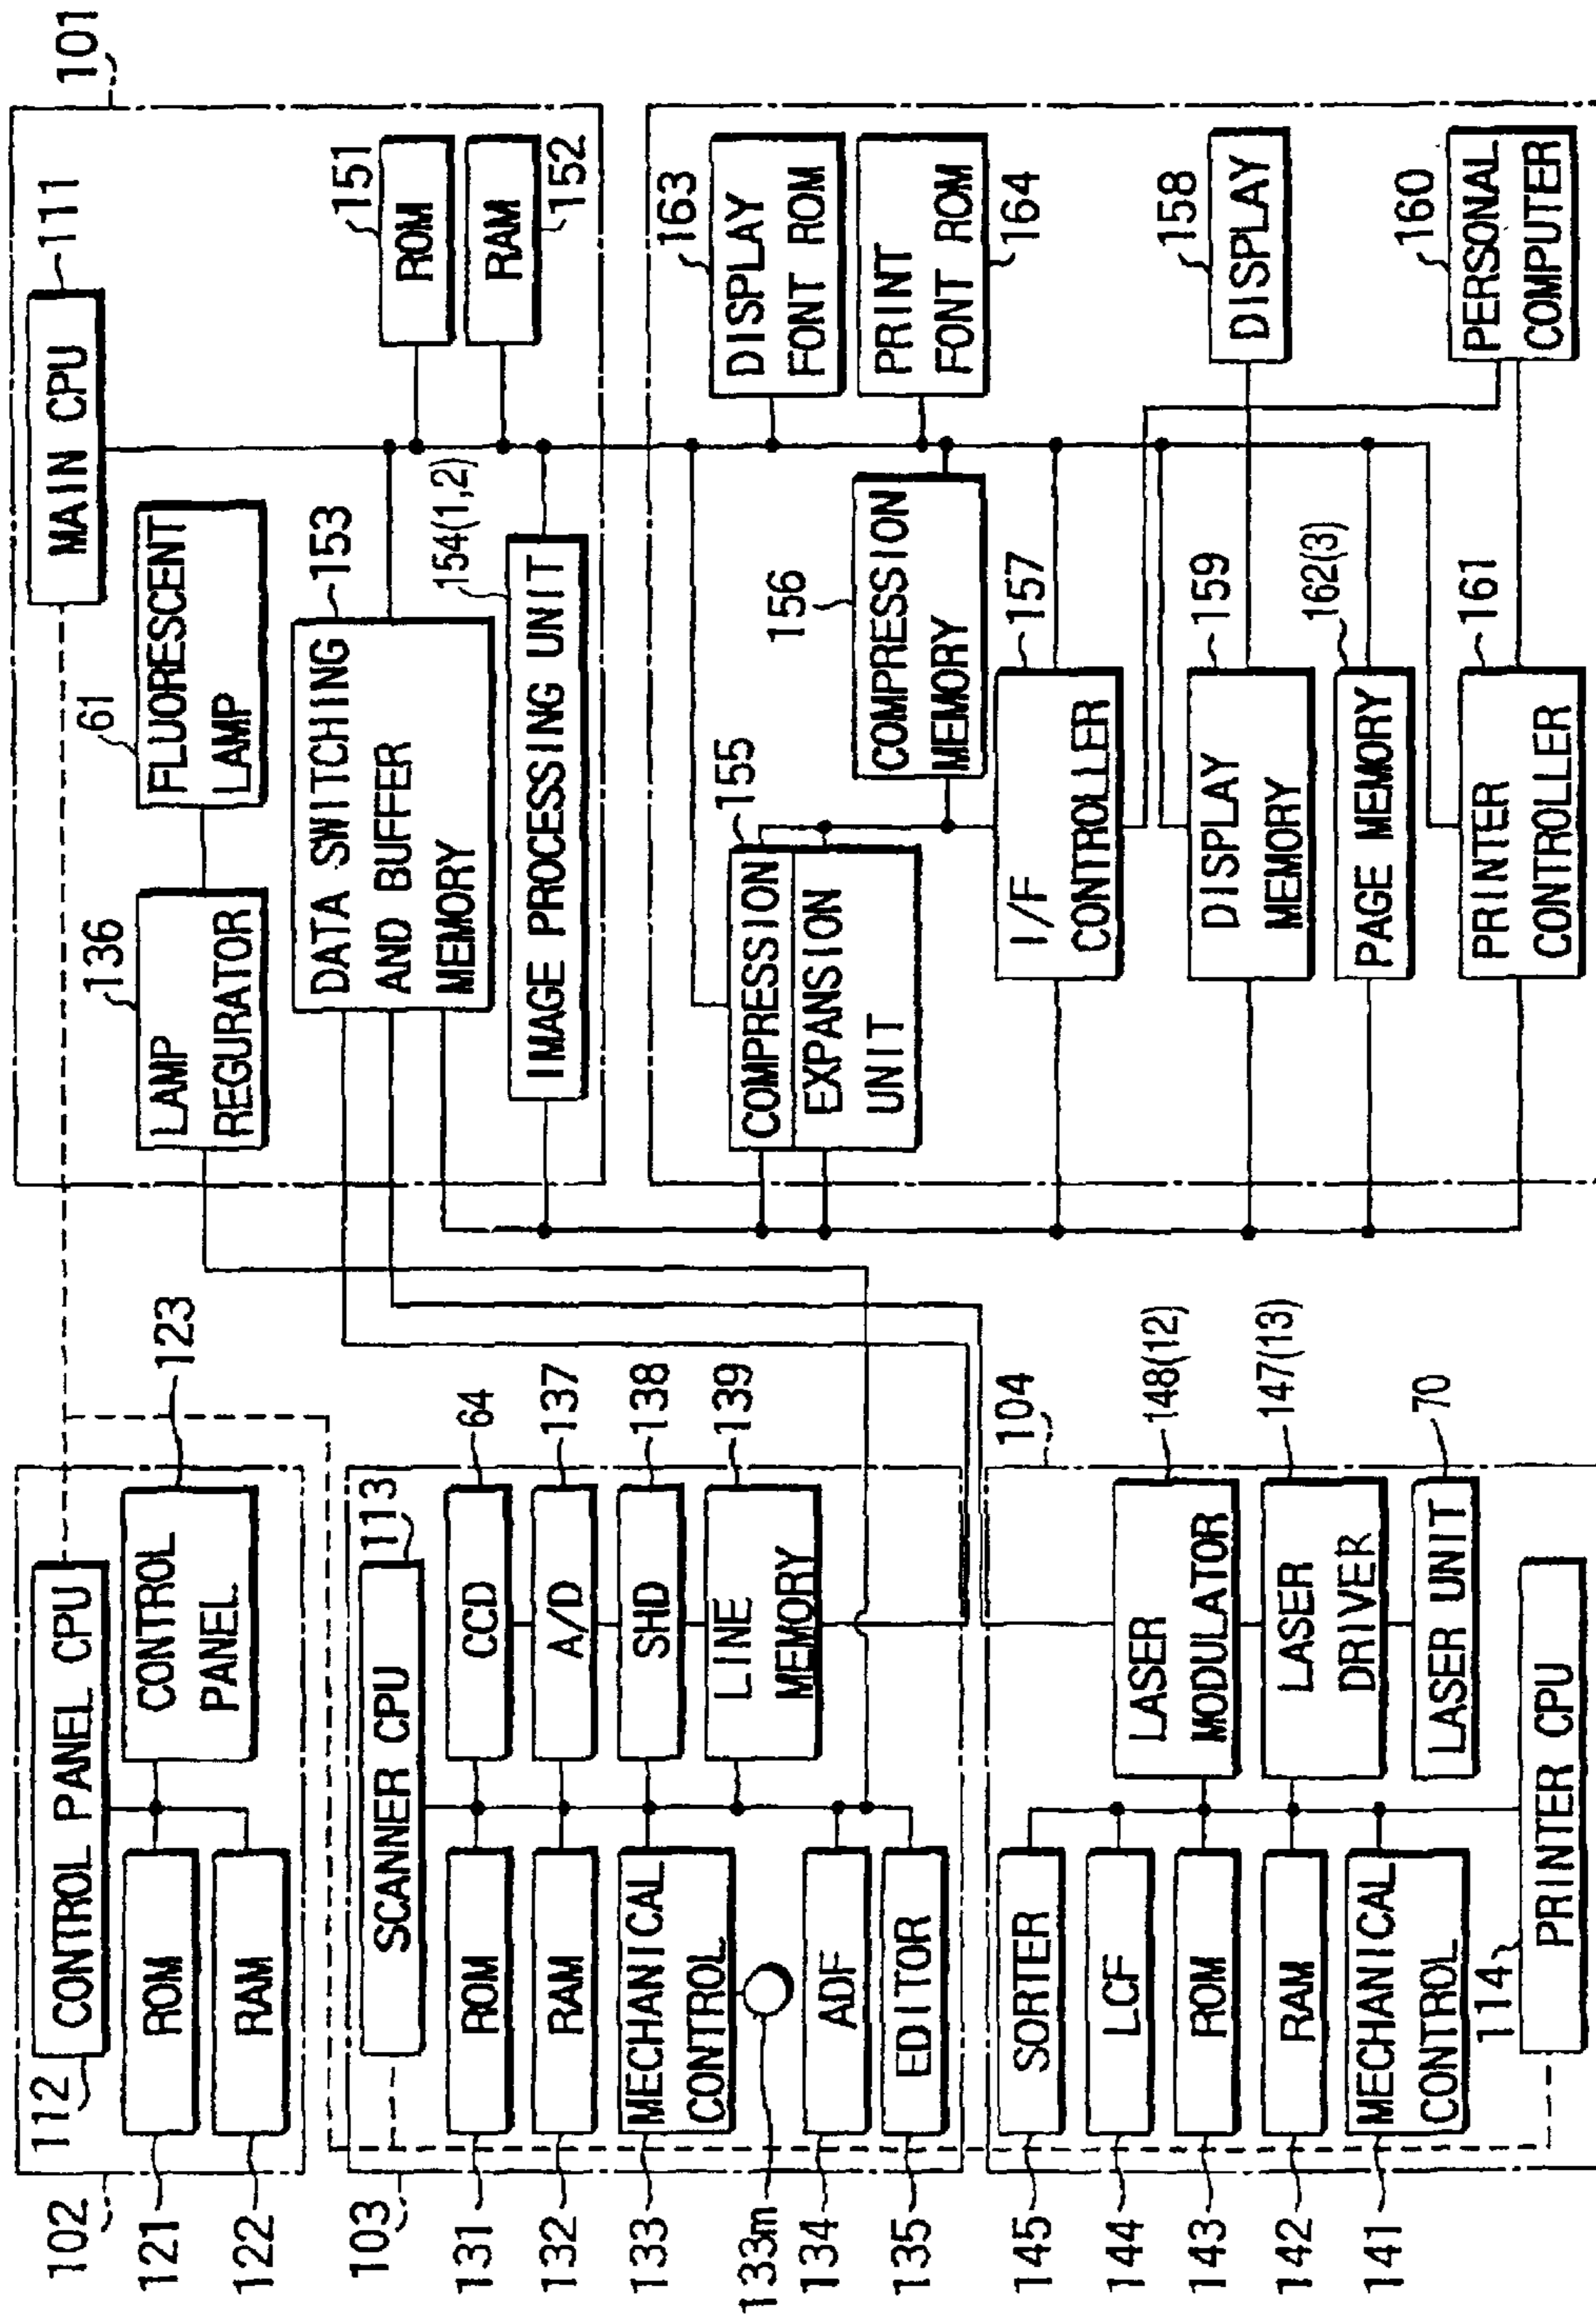 102
112
CONTROL PANEL CPU
121
ROM
122
RAM
CONTROL
PANEL
123
103
SCANNER CPU
113
131
ROM
132
RAM
133
MECHANICAL
CONTROL
133m
134
ADF
135
EDITOR
CCD
64
A/D
137
SHD
138
LINE
MEMORY
139
104
145
SORTER
144
LCF
143
ROM
142
RAM
141
MECHANICAL
CONTROL
LASER
MODULATOR
148(12)
LASER
DRIVER
147(13)
LASER UNIT
70
114
PRINTER CPU
101
MAIN CPU
111
136
LAMP
REGURATOR
61
FLUORESCENT
LAMP
DATA SWITCHING
AND BUFFER
MEMORY
153
IMAGE PROCESSING UNIT
154(1,2)
151
ROM
RAM
152
163
DISPLAY
FONT ROM
PRINT
FONT ROM
164
COMPRESSION
EXPANSION
UNIT
155
156
COMPRESSION
MEMORY
I/F
CONTROLLER
157
DISPLAY
MEMORY
159
158
DISPLAY
PAGE MEMORY
162(3)
PRINTER
CONTROLLER
161
160
PERSONAL
COMPUTER